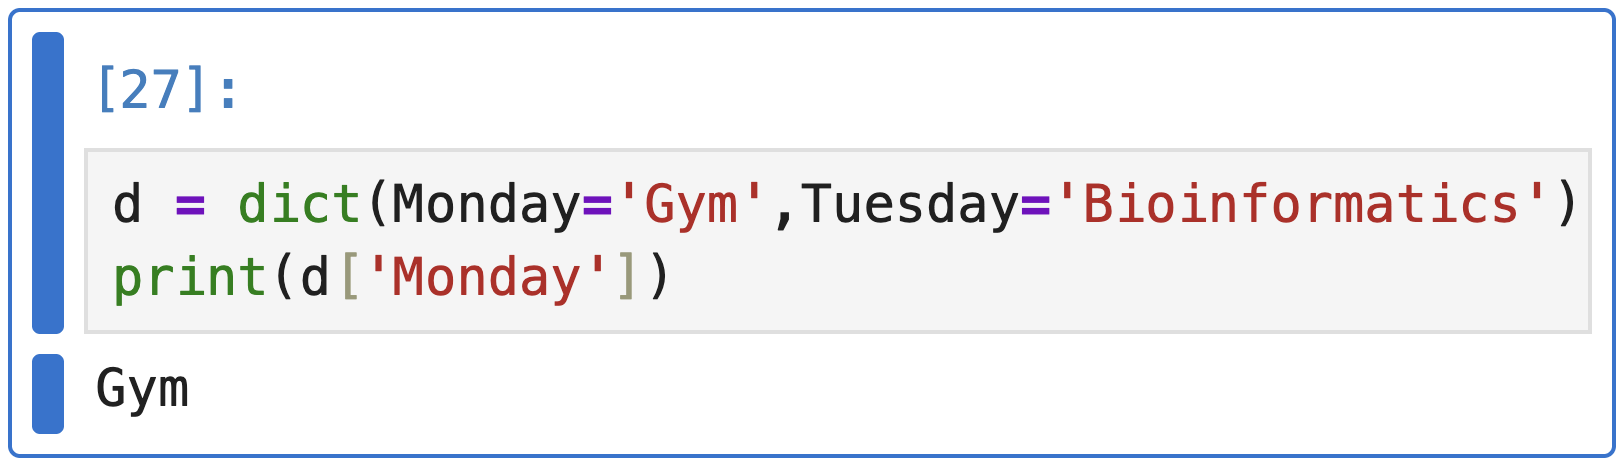 [27]:
d = dict(Monday='Gym',Tuesday='Bioinformatics')
print(d['Monday'])
Gym